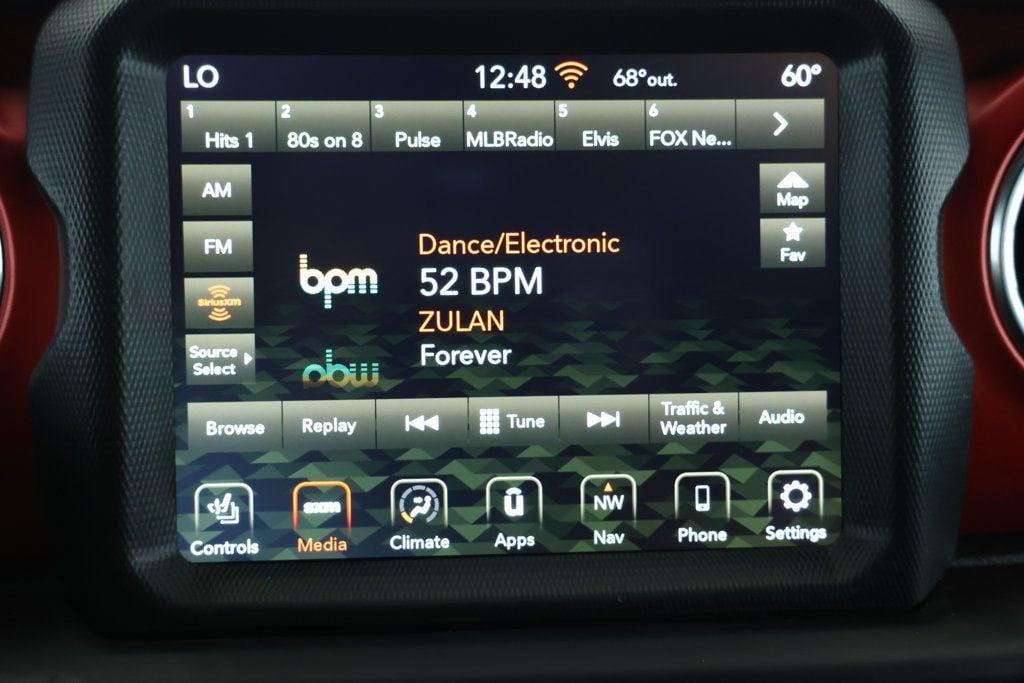 LO 12:48 68°out. 60°
1 Hits 1 2 80s on 8 3 Pulse 4 MLBRadio 5 Elvis 6 FOX Ne...
AM
FM
SiriusXM
Source
Select
Map
Fav
bpm
Dance/Electronic
52 BPM
ZULAN
Forever
Browse Replay Tune Traffic &
Weather Audio
Controls
sxm
Media
Climate
u
Apps
NW
Nav
Phone
Settings